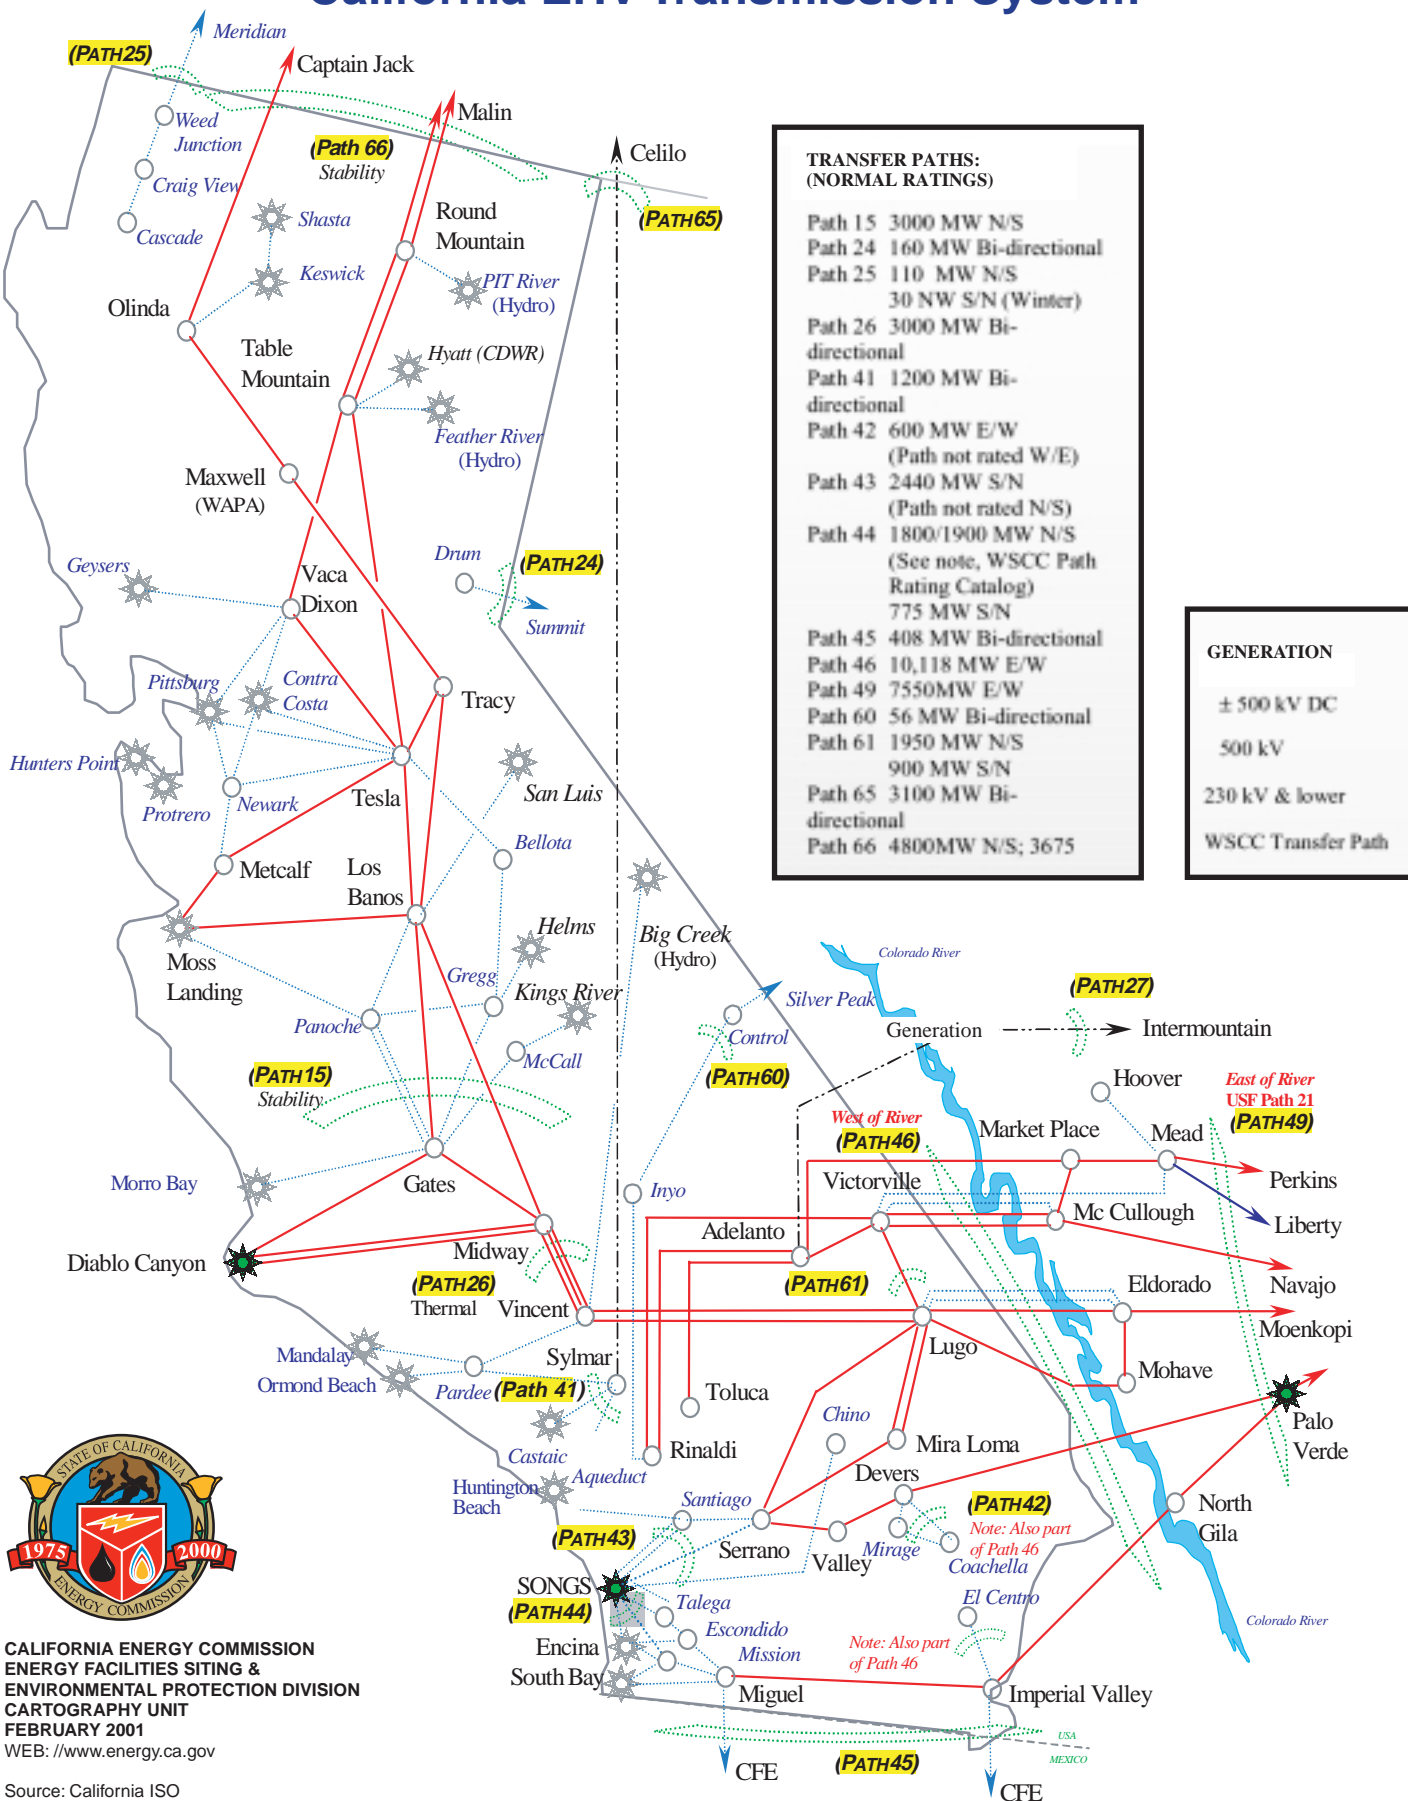 California EHV Transmission System
Meridian
(PATH25)
Captain Jack
Malin
Weed
Junction
(Path 66)
Stability
Celilo
Craig View
Cascade
Shasta
Round
Mountain
(PATH65)
Keswick
PIT River
(Hydro)
Olinda
Table
Mountain
Hyatt (CDWR)
Feather River
(Hydro)
Maxwell
(WAPA)
Geysers
Vaca
Dixon
Drum
(PATH24)
Summit
Pittsburg
Contra
Costa
Tracy
Hunters Point
Protrero
Newark
Tesla
San Luis
Bellota
Metcalf
Los
Banos
Moss
Landing
Helms
Gregg
Kings River
Big Creek
(Hydro)
Panoche
McCall
Silver Peak
Control
(PATH60)
(PATH15)
Stability
Morro Bay
Gates
Inyo
Diablo Canyon
Midway
(PATH26)
Thermal
Vincent
Mandalay
Ormond Beach
Pardee
(Path 41)
Sylmar
Castaic
Aqueduct
Huntington
Beach
Toluca
Rinaldi
Adelanto
(PATH61)
Victorville
West of River
(PATH46)
Colorado River
Generation
(PATH27)
Intermountain
Hoover
East of River
USF Path 21
(PATH49)
Market Place
Mead
Perkins
Mc Cullough
Liberty
Navajo
Eldorado
Moenkopi
Lugo
Mohave
Palo
Verde
Chino
Mira Loma
Devers
Santiago
Serrano
Valley
Mirage
(PATH42)
Note: Also part
of Path 46
Coachella
North
Gila
(PATH43)
SONGS
(PATH44)
Talega
Escondido
Encina
Mission
South Bay
Miguel
El Centro
Note: Also part
of Path 46
Imperial Valley
Colorado River
USA
MEXICO
(PATH45)
CFE
CFE
TRANSFER PATHS:
(NORMAL RATINGS)
Path 15 3000 MW N/S
Path 24 160 MW Bi-directional
Path 25 110 MW N/S
30 NW S/N (Winter)
Path 26 3000 MW Bi-
directional
Path 41 1200 MW Bi-
directional
Path 42 600 MW E/W
(Path not rated W/E)
Path 43 2440 MW S/N
(Path not rated N/S)
Path 44 1800/1900 MW N/S
(See note, WSCC Path
Rating Catalog)
775 MW S/N
Path 45 408 MW Bi-directional
Path 46 10,118 MW E/W
Path 49 7550MW E/W
Path 60 56 MW Bi-directional
Path 61 1950 MW N/S
900 MW S/N
Path 65 3100 MW Bi-
directional
Path 66 4800MW N/S; 3675
GENERATION
± 500 kV DC
500 kV
230 kV & lower
WSCC Transfer Path
STATE OF CALIFORNIA
1975
2000
ENERGY COMMISSION
CALIFORNIA ENERGY COMMISSION
ENERGY FACILITIES SITING &
ENVIRONMENTAL PROTECTION DIVISION
CARTOGRAPHY UNIT
FEBRUARY 2001
WEB: //www.energy.ca.gov
Source: California ISO